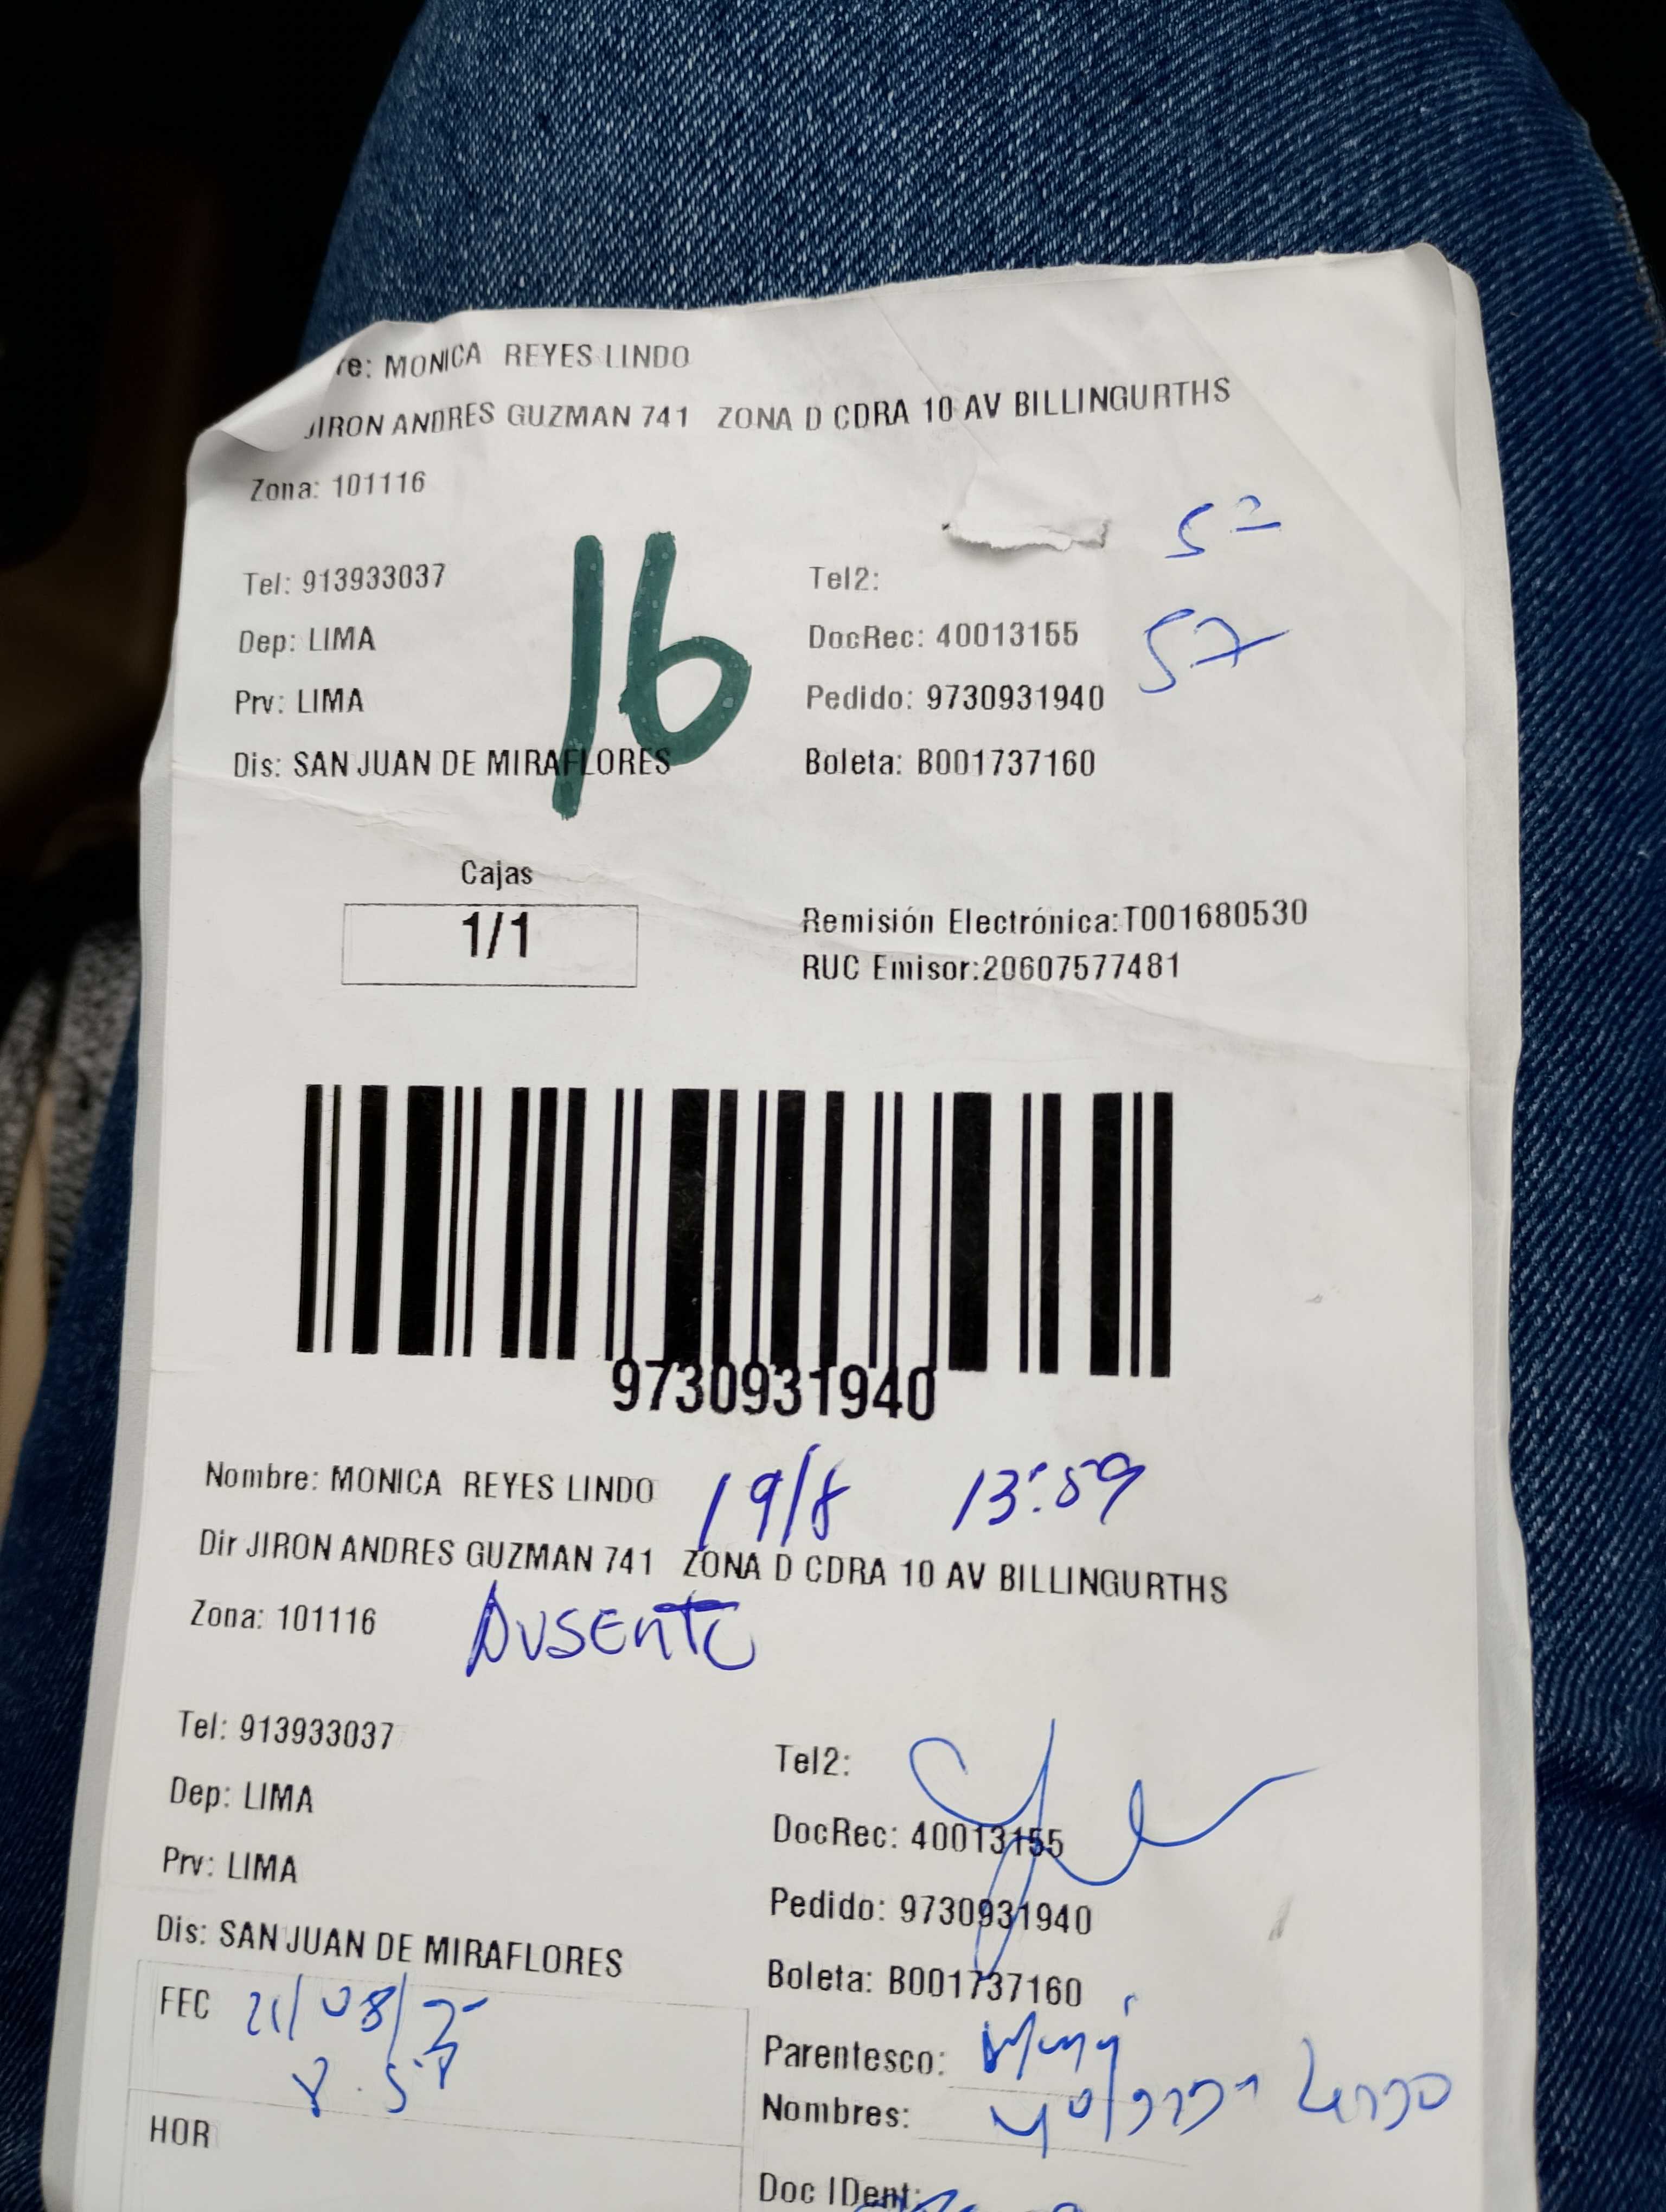 re: MONICA REYES LINDO
JIRON ANDRES GUZMAN 741 ZONA D CDRA 10 AV BILLINGURTHS
Zona: 101116
16
Tel: 913933037 Tel2:
Dep: LIMA DocRec: 40013155
57
Prv: LIMA Pedido: 9730931940
Dis: SAN JUAN DE MIRAFLORES Boleta: B001737160
Cajas
1/1
Remisión Electrónica:T001680530
RUC Emisor:20607577481
9730931940
Nombre: MONICA REYES LINDO 19/8 13:59
Dir JIRON ANDRES GUZMAN 741 ZONA D CDRA 10 AV BILLINGURTHS
Zona: 101116 Ausente
Tel: 913933037 Tel2:
Dep: LIMA DocRec: 40013155
Prv: LIMA Pedido: 9730931940
Dis: SAN JUAN DE MIRAFLORES Boleta: B001737160
FEC 21/08/25
Parentesco:
Nombres:
HOR
Doc IDent: